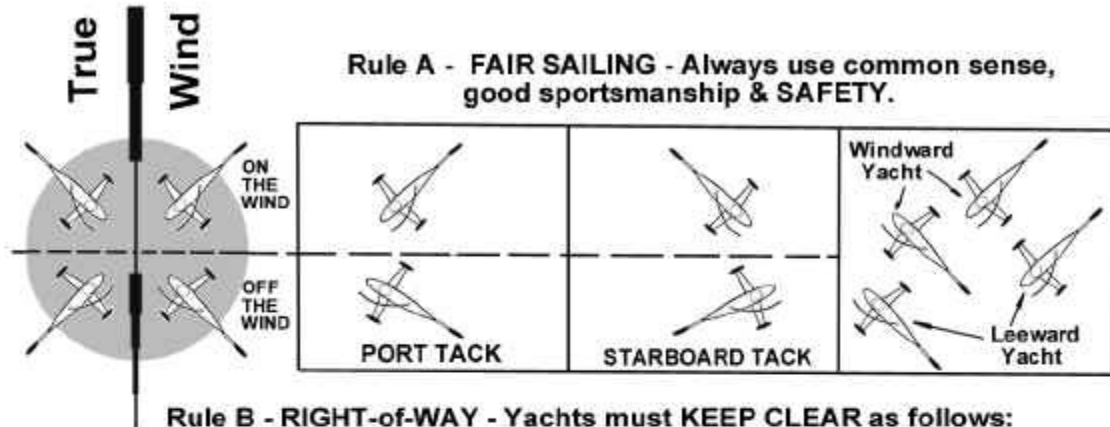 True
Wind
Rule A - FAIR SAILING - Always use common sense,
good sportsmanship & SAFETY.
ON
THE
WIND
OFF
THE
WIND
PORT TACK
STARBOARD TACK
Windward
Yacht
Leeward
Yacht
Rule B - RIGHT-of-WAY - Yachts must KEEP CLEAR as follows: